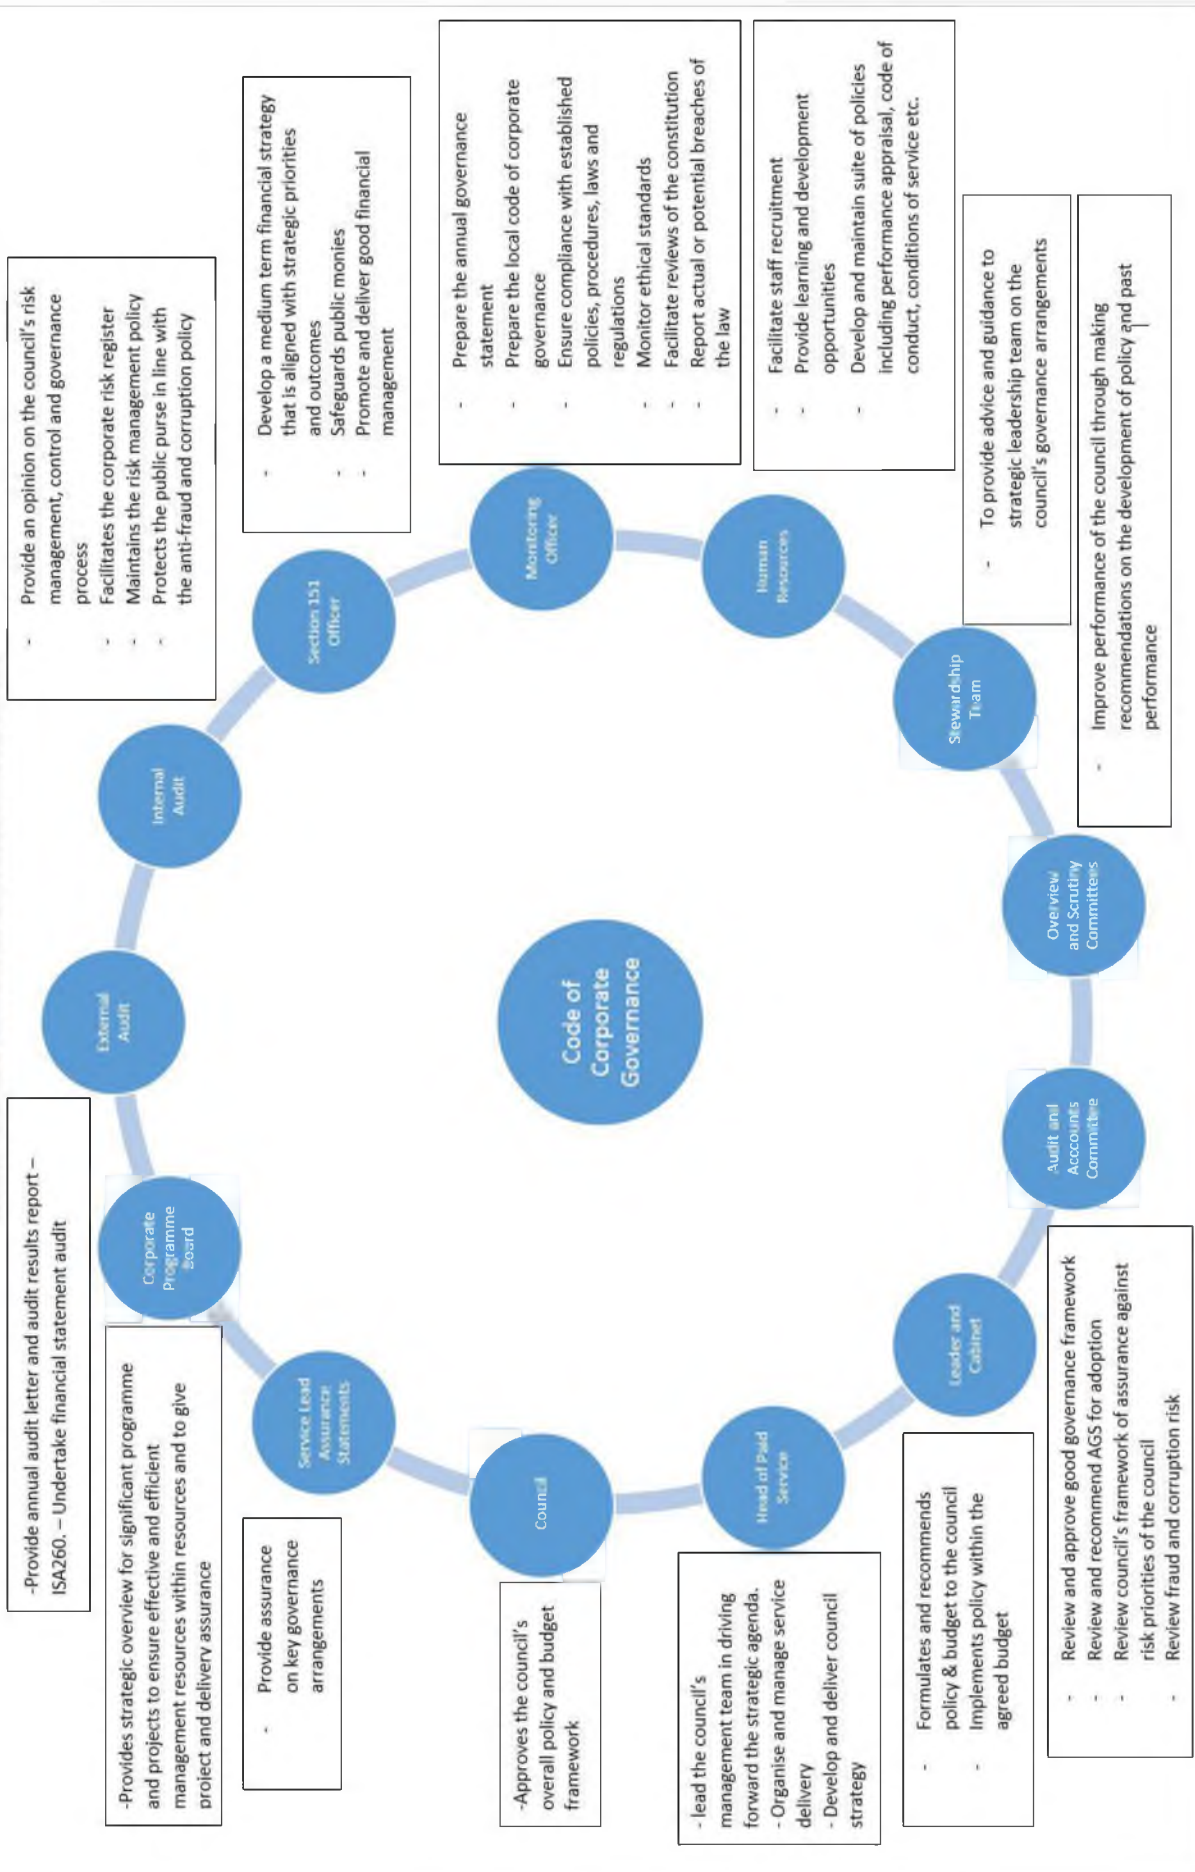 -Provide annual audit letter and audit results report –
ISA260. – Undertake financial statement audit
External
Audit
- Provide an opinion on the council's risk
management, control and governance
process
- Facilitates the corporate risk register
- Maintains the risk management policy
- Protects the public purse in line with
the anti-fraud and corruption policy
Internal
Audit
- Develop a medium term financial strategy
that is aligned with strategic priorities
and outcomes
- Safeguards public monies
- Promote and deliver good financial
management
Section 151
Officer
- Prepare the annual governance
statement
- Prepare the local code of corporate
governance
- Ensure compliance with established
policies, procedures, laws and
regulations
- Monitor ethical standards
- Facilitate reviews of the constitution
- Report actual or potential breaches of
the law
Monitoring
Officer
- Facilitate staff recruitment
- Provide learning and development
opportunities
- Develop and maintain suite of policies
including performance appraisal, code of
conduct, conditions of service etc.
Human
Resources
- To provide advice and guidance to
strategic leadership team on the
council's governance arrangements
Stewardship
Team
- Improve performance of the council through making
recommendations on the development of policy and past
performance
Overview
and Scrutiny
Committees
Audit and
Accounts
Committee
- Review and approve good governance framework
- Review and recommend AGS for adoption
- Review council's framework of assurance against
risk priorities of the council
- Review fraud and corruption risk
Leader and
Cabinet
- Formulates and recommends
policy & budget to the council
- Implements policy within the
agreed budget
Head of Paid
Service
- lead the council's
management team in driving
forward the strategic agenda.
- Organise and manage service
delivery
- Develop and deliver council
strategy
Council
-Approves the council's
overall policy and budget
framework
Service Lead
Assurance
Statements
- Provide assurance
on key governance
arrangements
Corporate
Programme
Board
-Provides strategic overview for significant programme
and projects to ensure effective and efficient
management resources within resources and to give
project and delivery assurance
Code of
Corporate
Governance